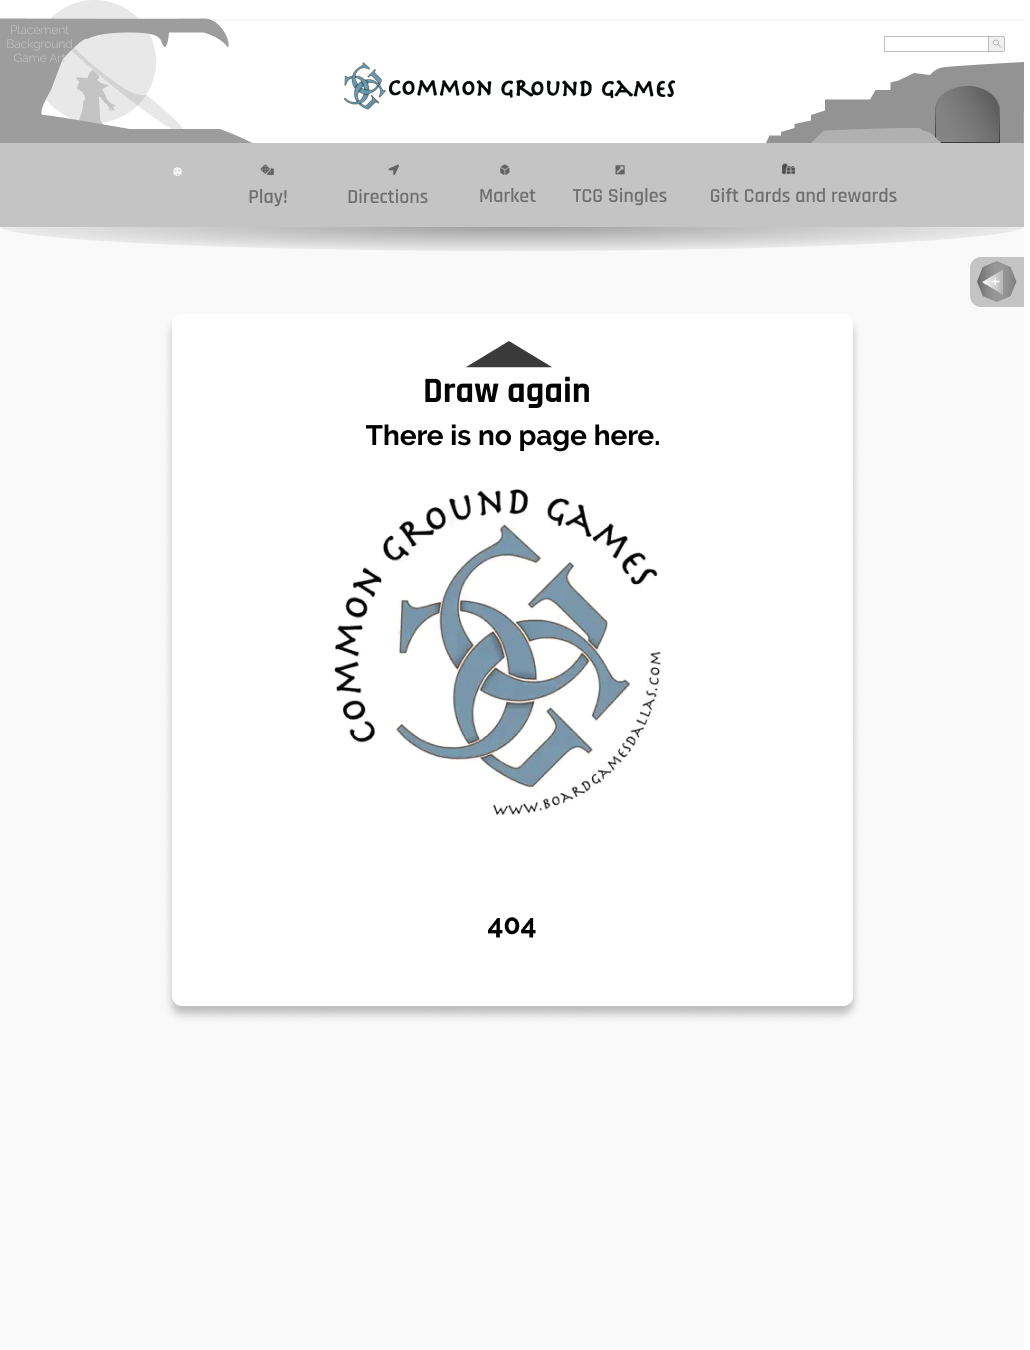 Placement
Background
Game Art
COMMON GROUND GAMES
Play!
Directions
Market
TCG Singles
Gift Cards and rewards
Draw again
There is no page here.
COMMON GROUND GAMES
WWW.BOARDGAMESDALLAS.COM
404